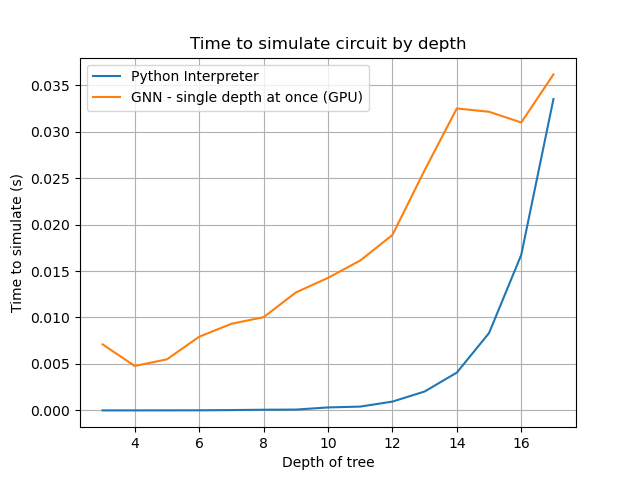 Time to simulate circuit by depth
Python Interpreter
GNN - single depth at once (GPU)
0.035
0.030
0.025
0.020
0.015
0.010
0.005
0.000
Time to simulate (s)
4 6 8 10 12 14 16
Depth of tree